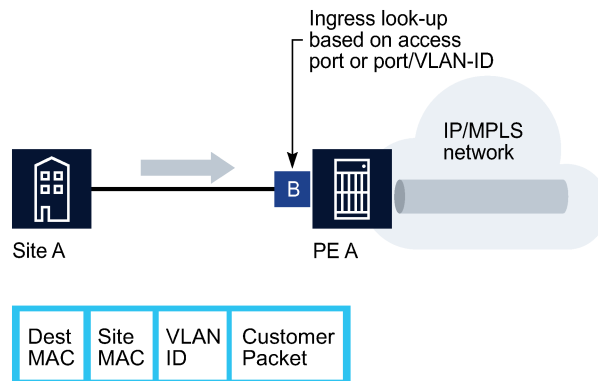 Ingress look-up
based on access
port or port/VLAN-ID
IP/MPLS
network
B
Site A
PE A
Dest
MAC
Site
MAC
VLAN
ID
Customer
Packet